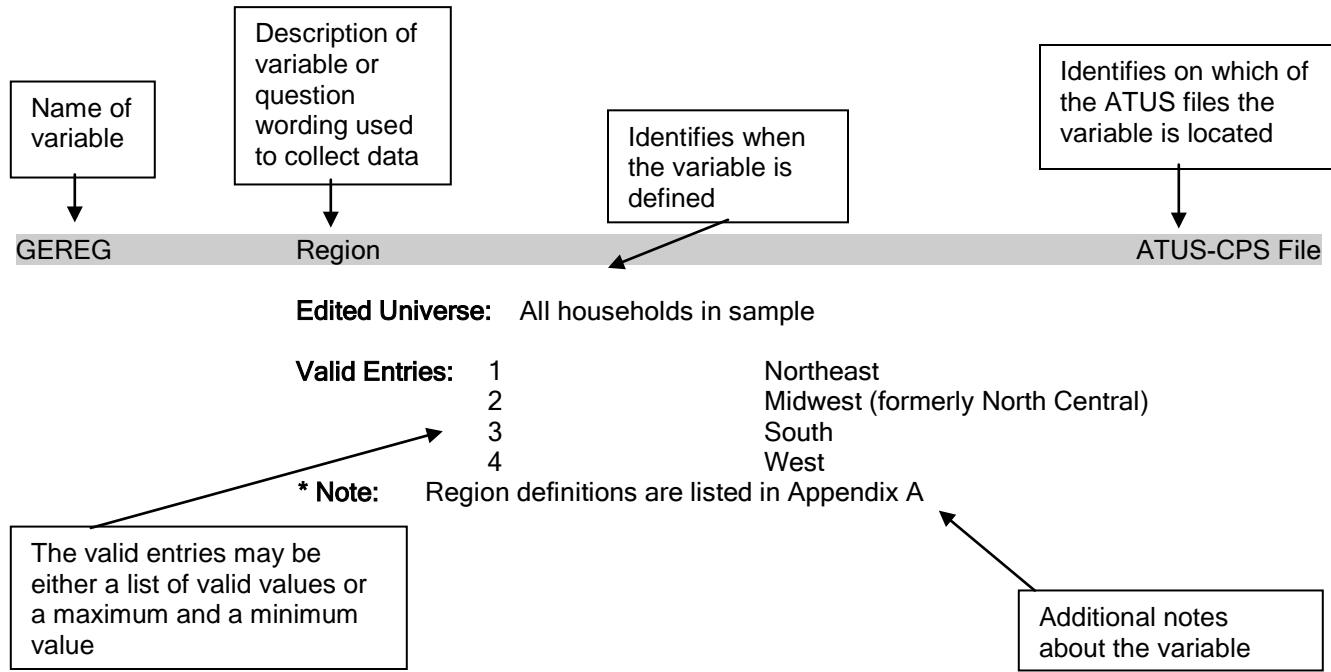 Name of
variable
Description of
variable or
question
wording used
to collect data
Identifies when
the variable is
defined
Identifies on which of
the ATUS files the
variable is located
GEREG Region ATUS-CPS File
Edited Universe: All households in sample
Valid Entries: 1 Northeast
2 Midwest (formerly North Central)
3 South
4 West
* Note: Region definitions are listed in Appendix A
The valid entries may be
either a list of valid values or
a maximum and a minimum
value
Additional notes
about the variable